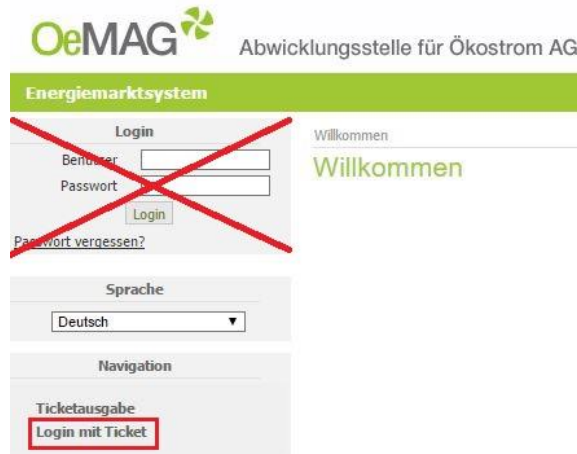 OeMAG
Abwicklungsstelle für Ökostrom AG
Energiemarktsystem
Login
Benutzer
Passwort
Login
Passwort vergessen?
Willkommen
Willkommen
Sprache
Deutsch
Navigation
Ticketausgabe
Login mit Ticket